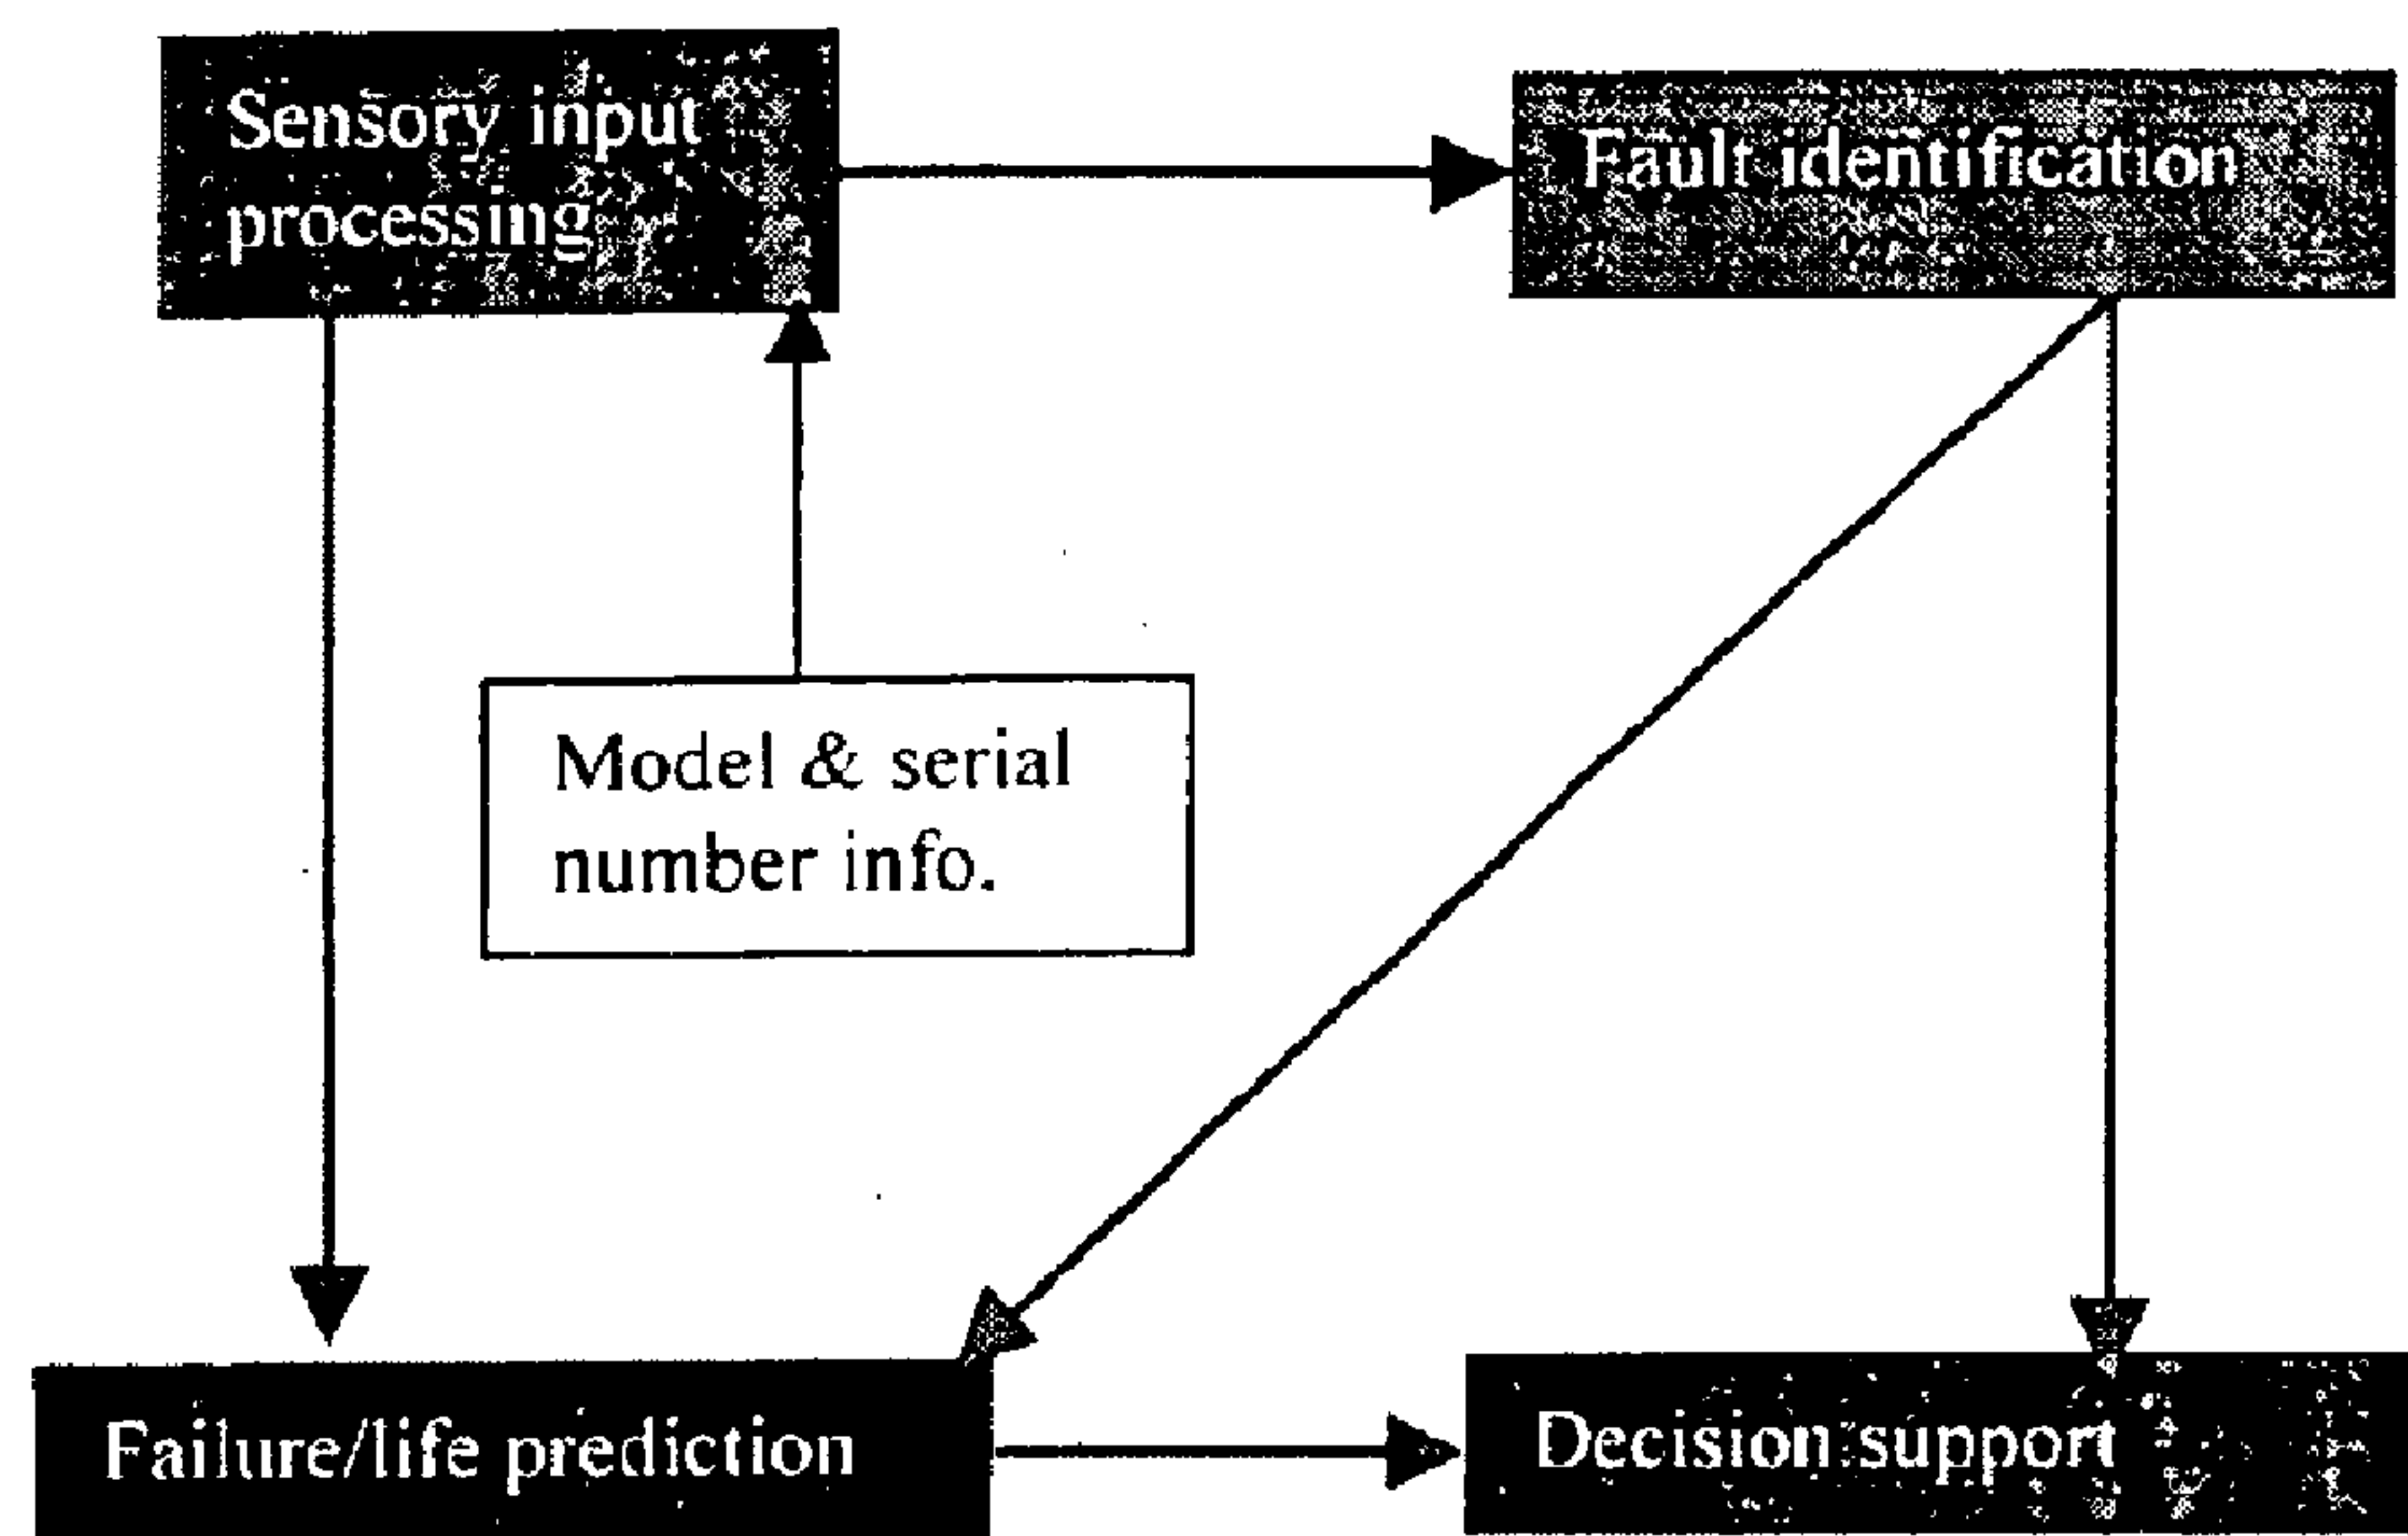 Sensory input
processing
Fault identification
Model & serial
number info.
Failure/life prediction
Decision support